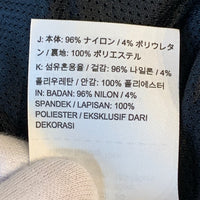 J: 本体: 96% ナイロン / 4% ポリウレタ
ン / 裏地: 100% ポリエステル
K: 섬유혼용율 / 겉감: 96% 나일론 / 4%
폴리우레탄 / 안감: 100% 폴리에스터
IN: BADAN: 96% NILON / 4%
SPANDEK / LAPISAN: 100%
POLIESTER / EKSKLUSIF DARI
DEKORASI